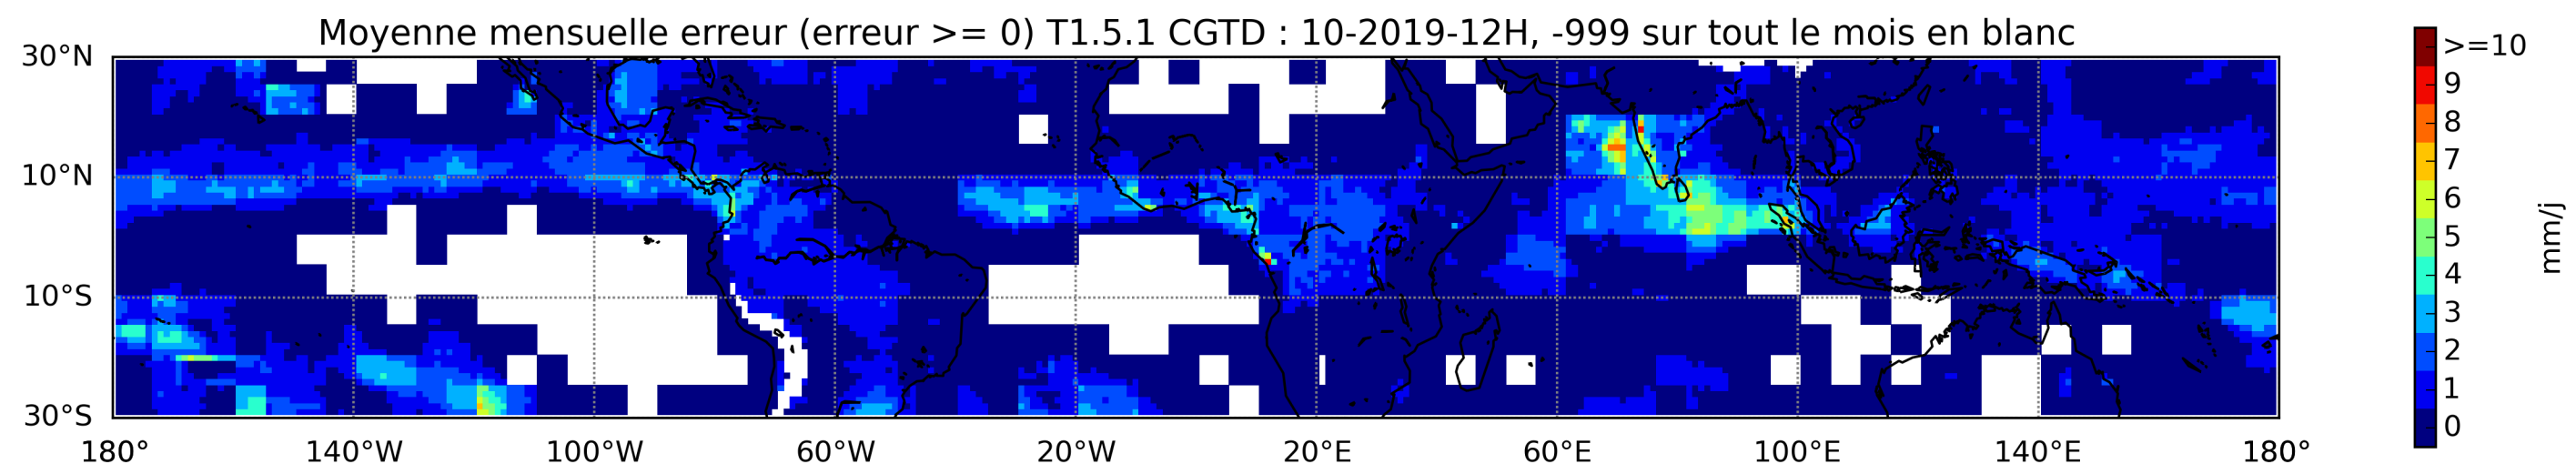 Moyenne mensuelle erreur (erreur >= 0) T1.5.1 CGTD : 10-2019-12H, -999 sur tout le mois en blanc
30°N
10°N
10°S
30°S
180° 140°W 100°W 60°W 20°W 20°E 60°E 100°E 140°E 180°
>=10
9
8
7
6
5
4
3
2
1
0
mm/j